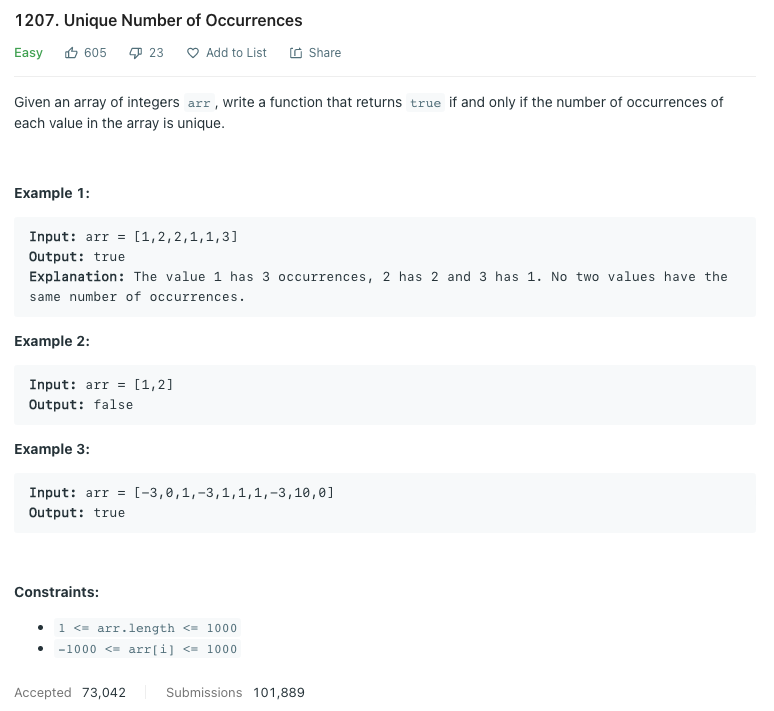 1207. Unique Number of Occurrences
Easy 605 23 Add to List Share
Given an array of integers arr , write a function that returns true if and only if the number of occurrences of
each value in the array is unique.
Example 1:
Input: arr = [1,2,2,1,1,3]
Output: true
Explanation: The value 1 has 3 occurrences, 2 has 2 and 3 has 1. No two values have the
same number of occurrences.
Example 2:
Input: arr = [1,2]
Output: false
Example 3:
Input: arr = [-3,0,1,-3,1,1,1,-3,10,0]
Output: true
Constraints:
• 1 <= arr.length <= 1000
• -1000 <= arr[i] <= 1000
Accepted 73,042 Submissions 101,889